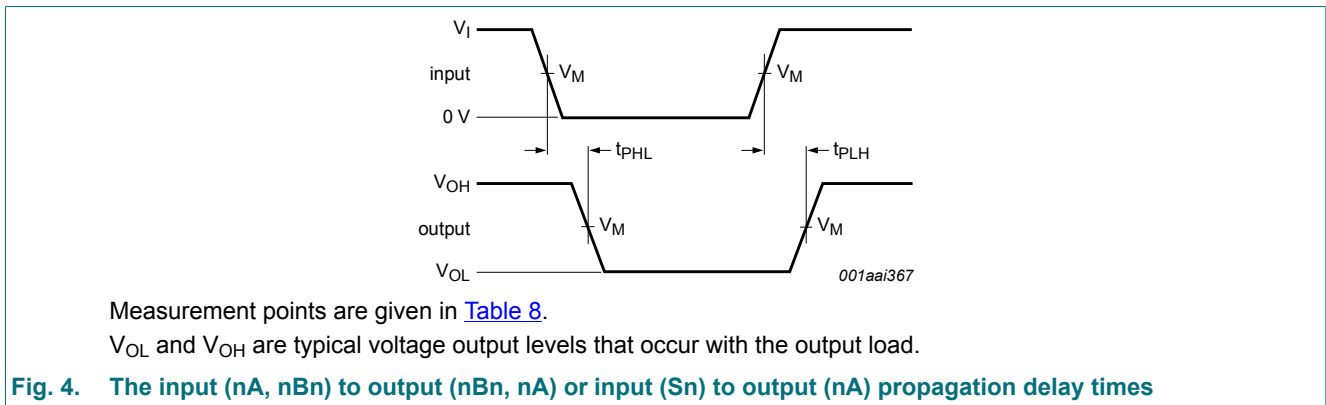 V_I
input
V_M V_M
0 V
t_PHL t_PLH
V_OH
output
V_M V_M
V_OL
001aai367
Measurement points are given in Table 8.
V_OL and V_OH are typical voltage output levels that occur with the output load.
Fig. 4. The input (nA, nBn) to output (nBn, nA) or input (Sn) to output (nA) propagation delay times